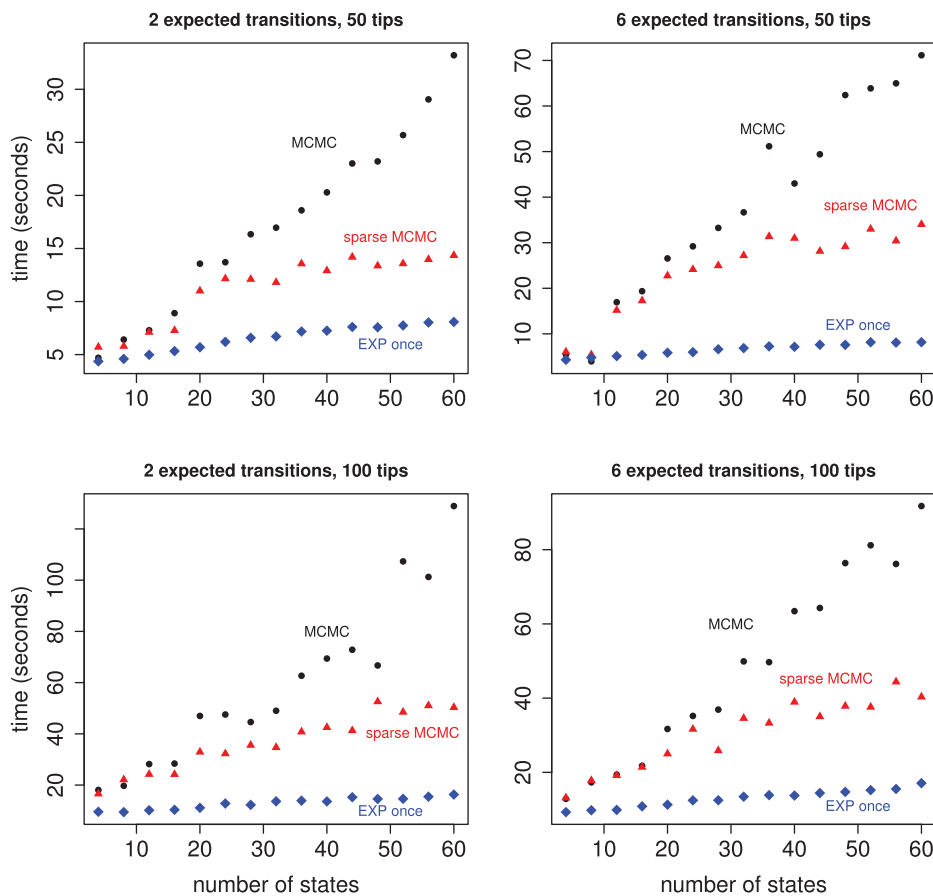 2 expected transitions, 50 tips
6 expected transitions, 50 tips
time (seconds)
5
10
15
20
25
30
MCMC
sparse MCMC
EXP once
10 20 30 40 50 60
10
20
30
40
50
60
70
MCMC
sparse MCMC
EXP once
10 20 30 40 50 60
2 expected transitions, 100 tips
6 expected transitions, 100 tips
time (seconds)
20
40
60
80
100
MCMC
sparse MCMC
EXP once
10 20 30 40 50 60
number of states
20
40
60
80
MCMC
sparse MCMC
EXP once
10 20 30 40 50 60
number of states